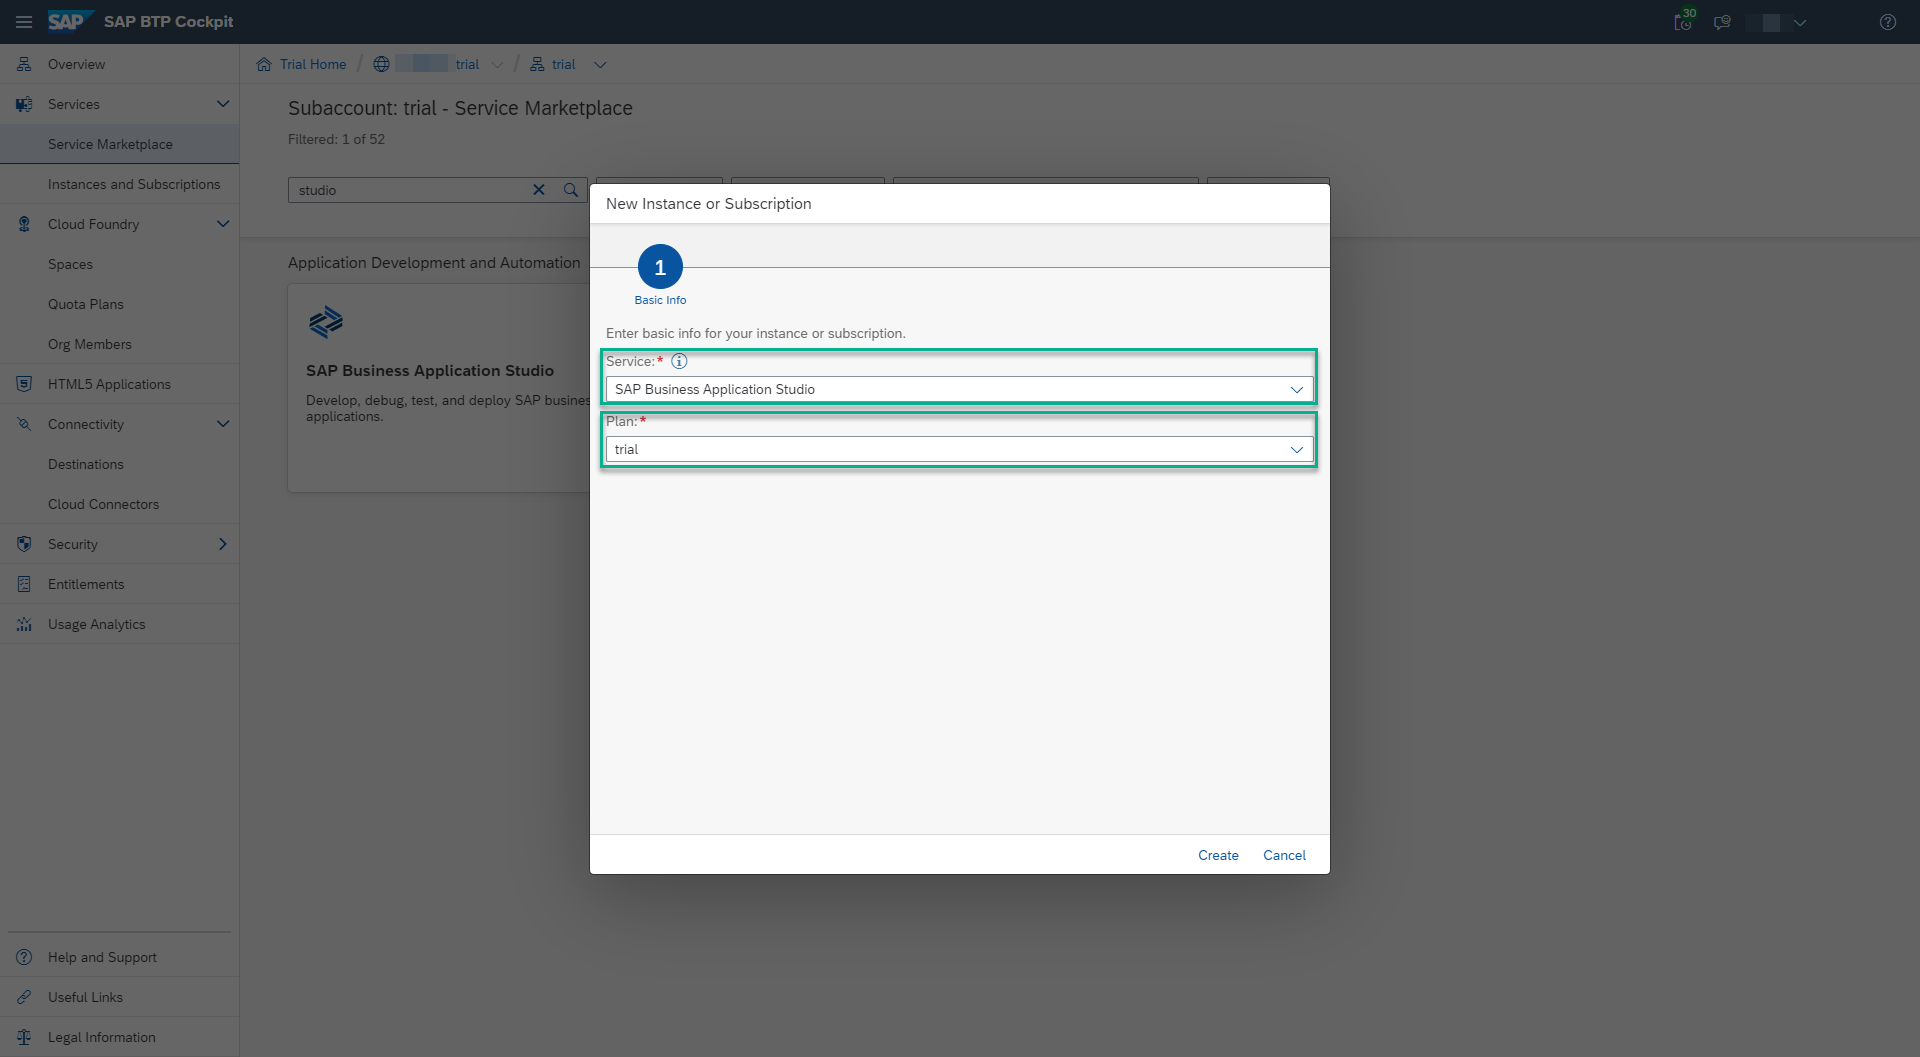 SAP SAP BTP Cockpit
30
Overview
Services
Service Marketplace
Instances and Subscriptions
Cloud Foundry
Spaces
Quota Plans
Org Members
HTML5 Applications
Connectivity
Destinations
Cloud Connectors
Security
Entitlements
Usage Analytics
Help and Support
Useful Links
Legal Information
Trial Home / trial / trial
Subaccount: trial - Service Marketplace
Filtered: 1 of 52
studio
Application Development and Automation
SAP Business Application Studio
Develop, debug, test, and deploy SAP busine
applications.
New Instance or Subscription
1
Basic Info
Enter basic info for your instance or subscription.
Service:*
SAP Business Application Studio
Plan:*
trial
Create Cancel